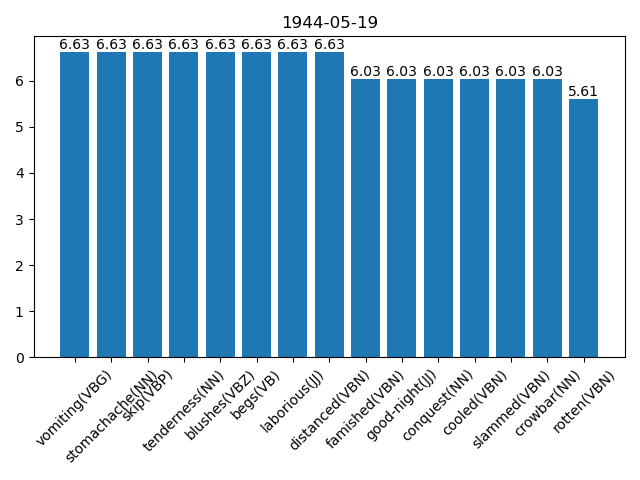 1944-05-19
6.63 6.63 6.63 6.63 6.63 6.63 6.63 6.63 6.03 6.03 6.03 6.03 6.03 6.03 5.61
6
5
4
3
2
1
0
vomiting(VBG)
stomachache(NN)
skip(VBP)
tenderness(NN)
blushes(VBZ)
begs(VB)
laborious(JJ)
distanced(VBN)
famished(VBN)
good-night(JJ)
conquest(NN)
cooled(VBN)
slammed(VBN)
crowbar(NN)
rotten(VBN)